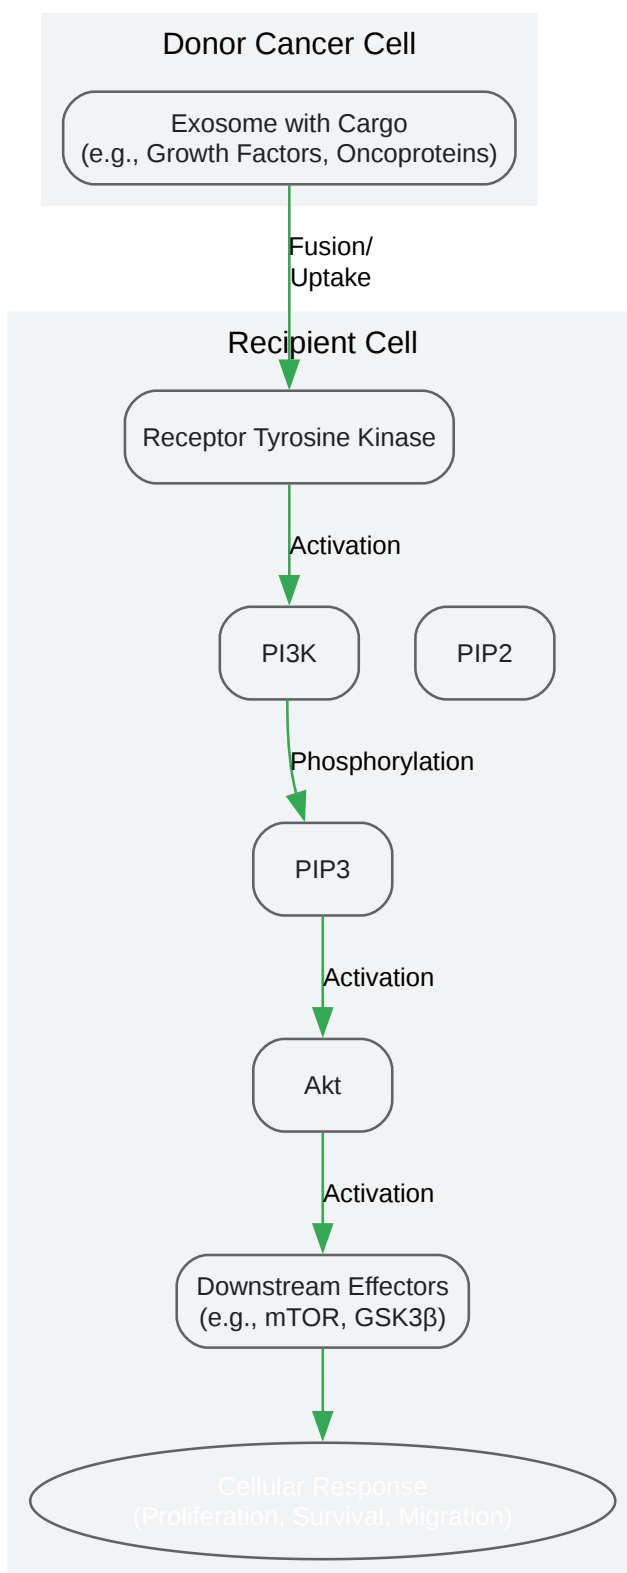 Donor Cancer Cell
Exosome with Cargo
(e.g., Growth Factors, Oncoproteins)
Fusion/
Uptake
Recipient Cell
Receptor Tyrosine Kinase
Activation
PI3K
PIP2
Phosphorylation
PIP3
Activation
Akt
Activation
Downstream Effectors
(e.g., mTOR, GSK3β)
Cellular Response
(Proliferation, Survival, Migration)